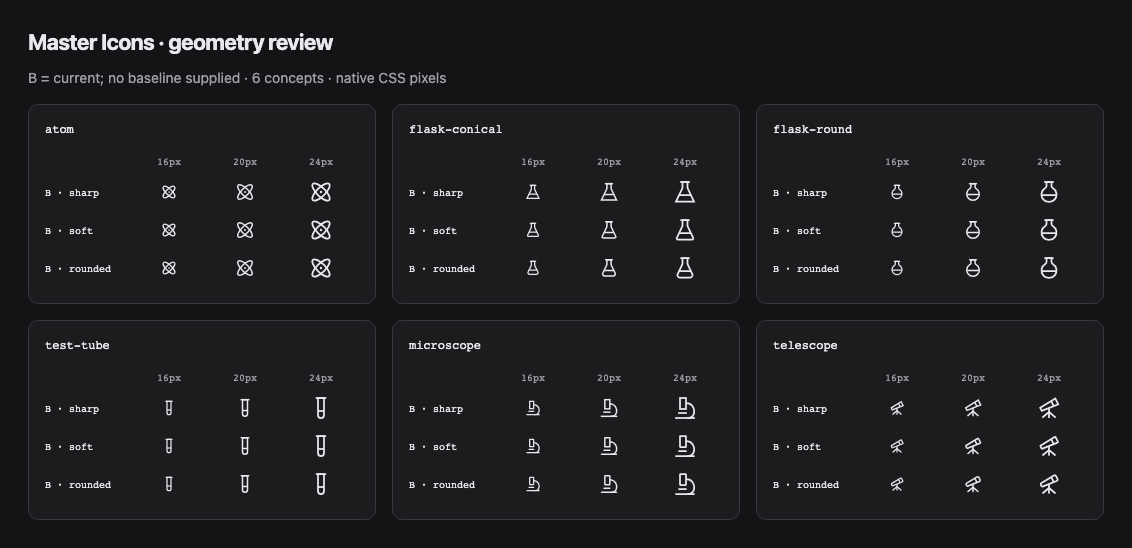 Master Icons · geometry review
B = current; no baseline supplied · 6 concepts · native CSS pixels
atom
16px 20px 24px
B · sharp
B · soft
B · rounded
flask-conical
16px 20px 24px
B · sharp
B · soft
B · rounded
flask-round
16px 20px 24px
B · sharp
B · soft
B · rounded
test-tube
16px 20px 24px
B · sharp
B · soft
B · rounded
microscope
16px 20px 24px
B · sharp
B · soft
B · rounded
telescope
16px 20px 24px
B · sharp
B · soft
B · rounded